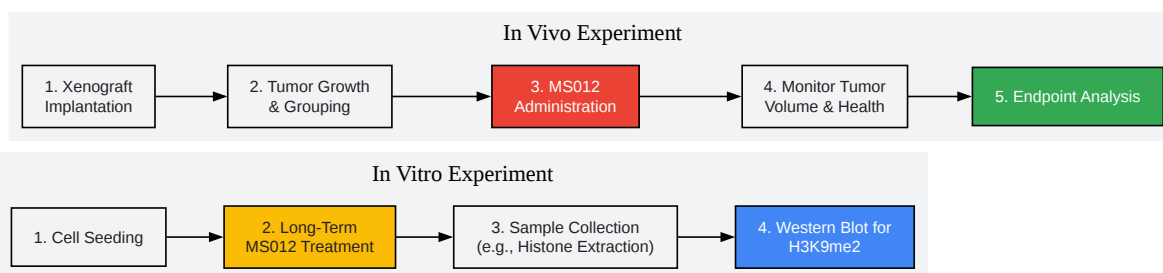 In Vivo Experiment
1. Xenograft
Implantation
2. Tumor Growth
& Grouping
3. MS012
Administration
4. Monitor Tumor
Volume & Health
5. Endpoint Analysis
In Vitro Experiment
1. Cell Seeding
2. Long-Term
MS012 Treatment
3. Sample Collection
(e.g., Histone Extraction)
4. Western Blot for
H3K9me2